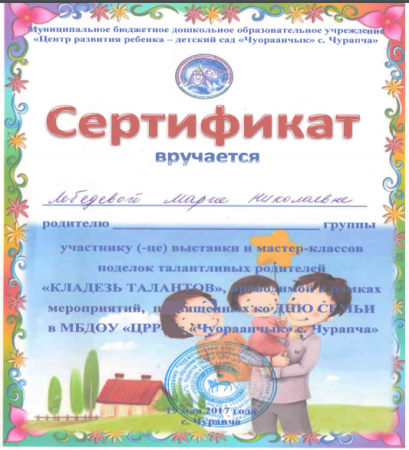 Муниципальное бюджетное дошкольное образовательное учреждение
«Центр развития ребенка – детский сад «Чуораанчык» с. Чурапча»
Сертификат
вручается
Лебедевой Марие Николаевне
родителю группы
участнику (-це) выставки и мастер-классов
поделок талантливых родителей
«КЛАДЕЗЬ ТАЛАНТОВ», проводимой в рамках
мероприятий, посвященных ко ДНЮ СЕМЬИ
в МБДОУ «ЦРР «Чуораанчык» с. Чурапча»
19 мая 2017 года
с. Чурапча